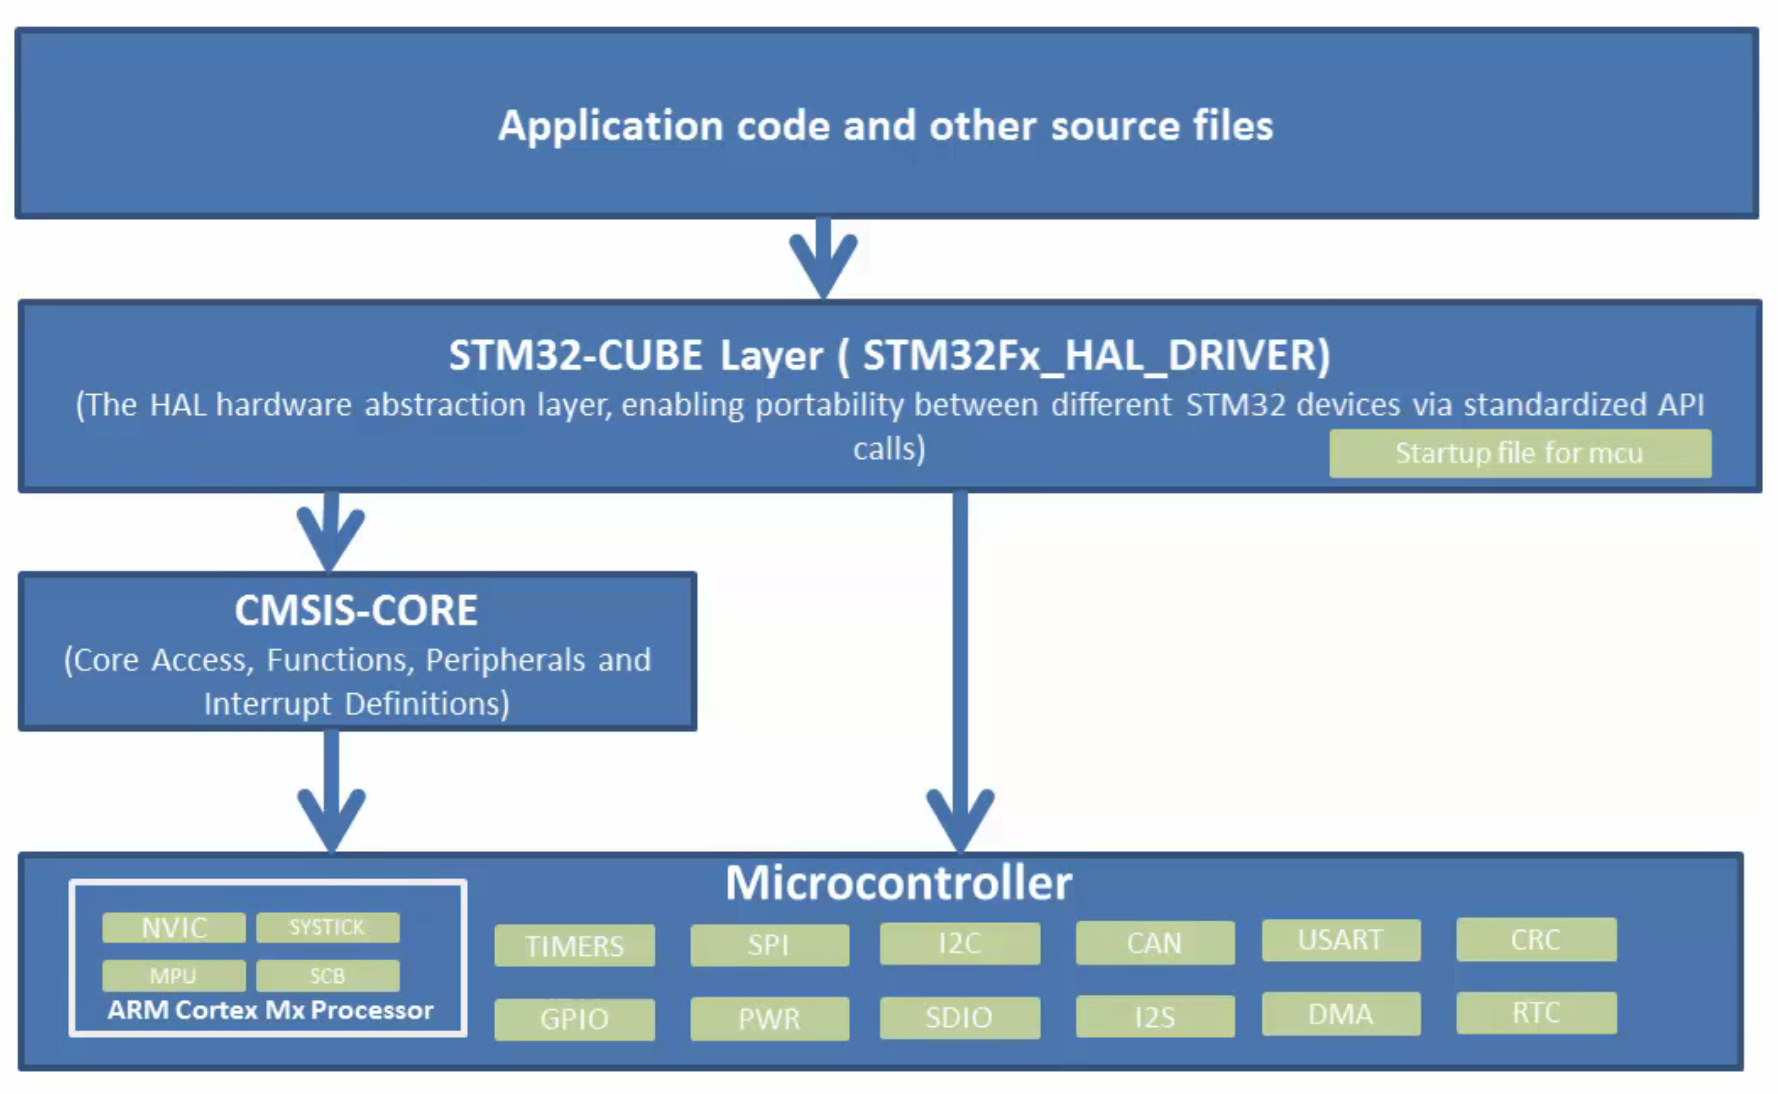 Application code and other source files
STM32-CUBE Layer ( STM32Fx_HAL_DRIVER)
(The HAL hardware abstraction layer, enabling portability between different STM32 devices via standardized API
calls)
Startup file for mcu
CMSIS-CORE
(Core Access, Functions, Peripherals and
Interrupt Definitions)
Microcontroller
NVIC SYSTICK
MPU SCB
ARM Cortex Mx Processor
TIMERS SPI I2C CAN USART CRC
GPIO PWR SDIO I2S DMA RTC